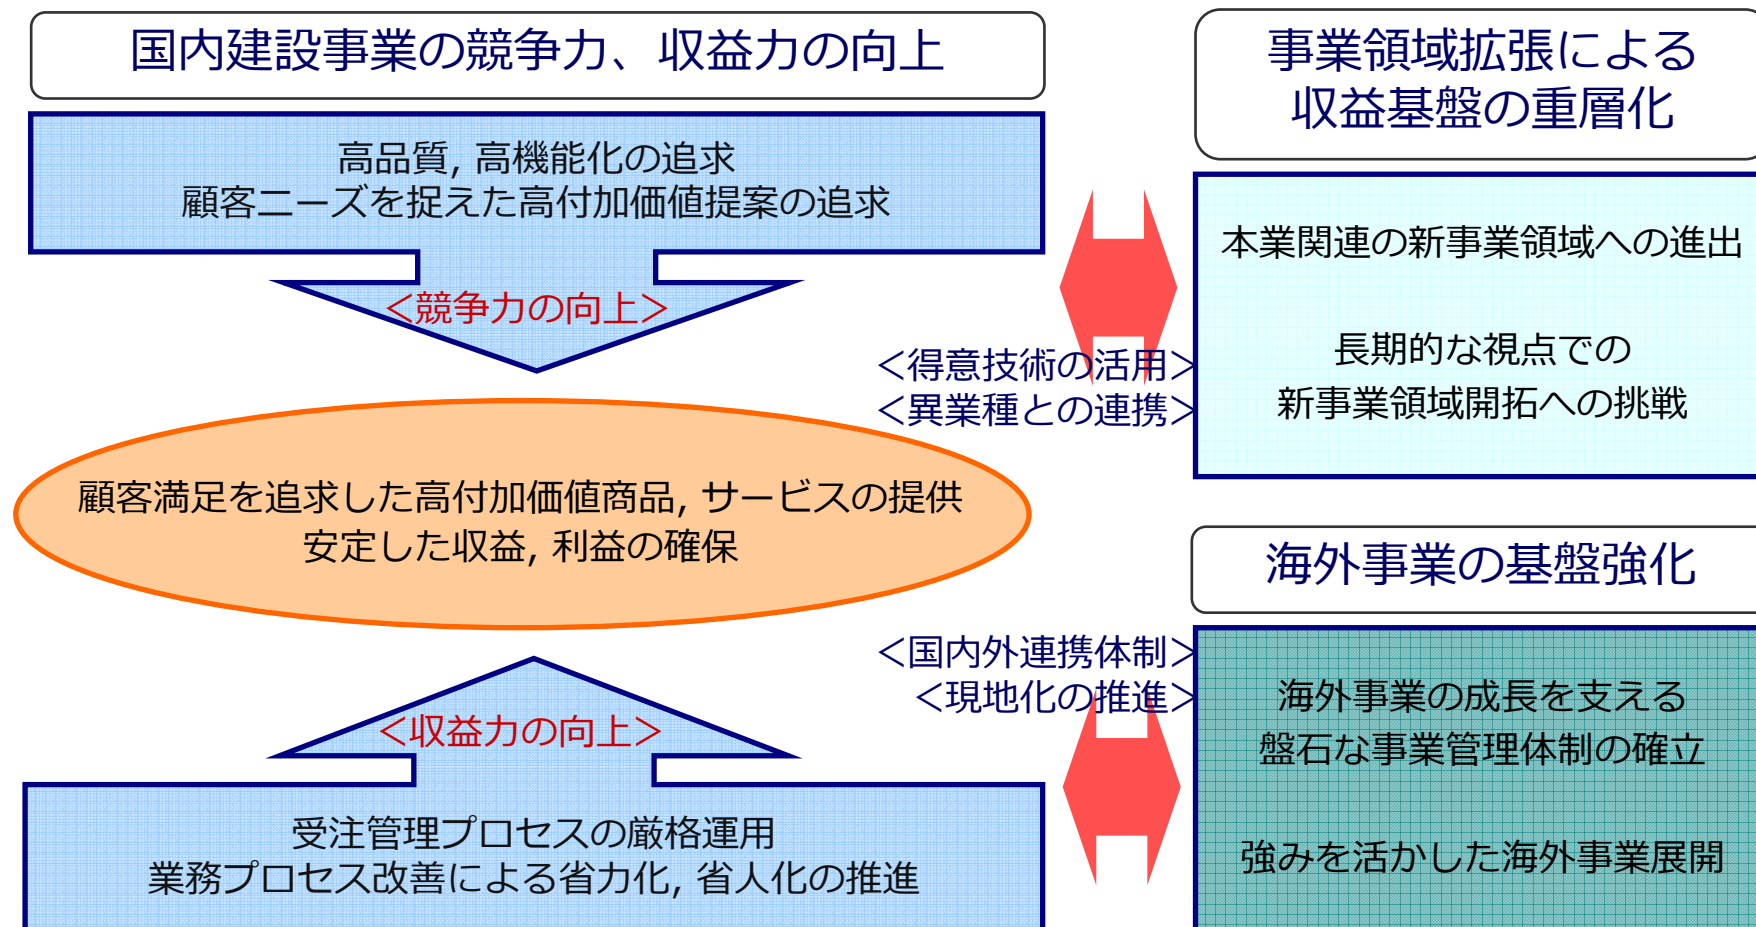 国内建設事業の競争力、収益力の向上
高品質, 高機能化の追求
顧客ニーズを捉えた高付加価値提案の追求
<競争力の向上>
顧客満足を追求した高付加価値商品, サービスの提供
安定した収益, 利益の確保
<収益力の向上>
受注管理プロセスの厳格運用
業務プロセス改善による省力化, 省人化の推進
<得意技術の活用>
<異業種との連携>
<国内外連携体制>
<現地化の推進>
事業領域拡張による
収益基盤の重層化
本業関連の新事業領域への進出
長期的な視点での
新事業領域開拓への挑戦
海外事業の基盤強化
海外事業の成長を支える
盤石な事業管理体制の確立
強みを活かした海外事業展開